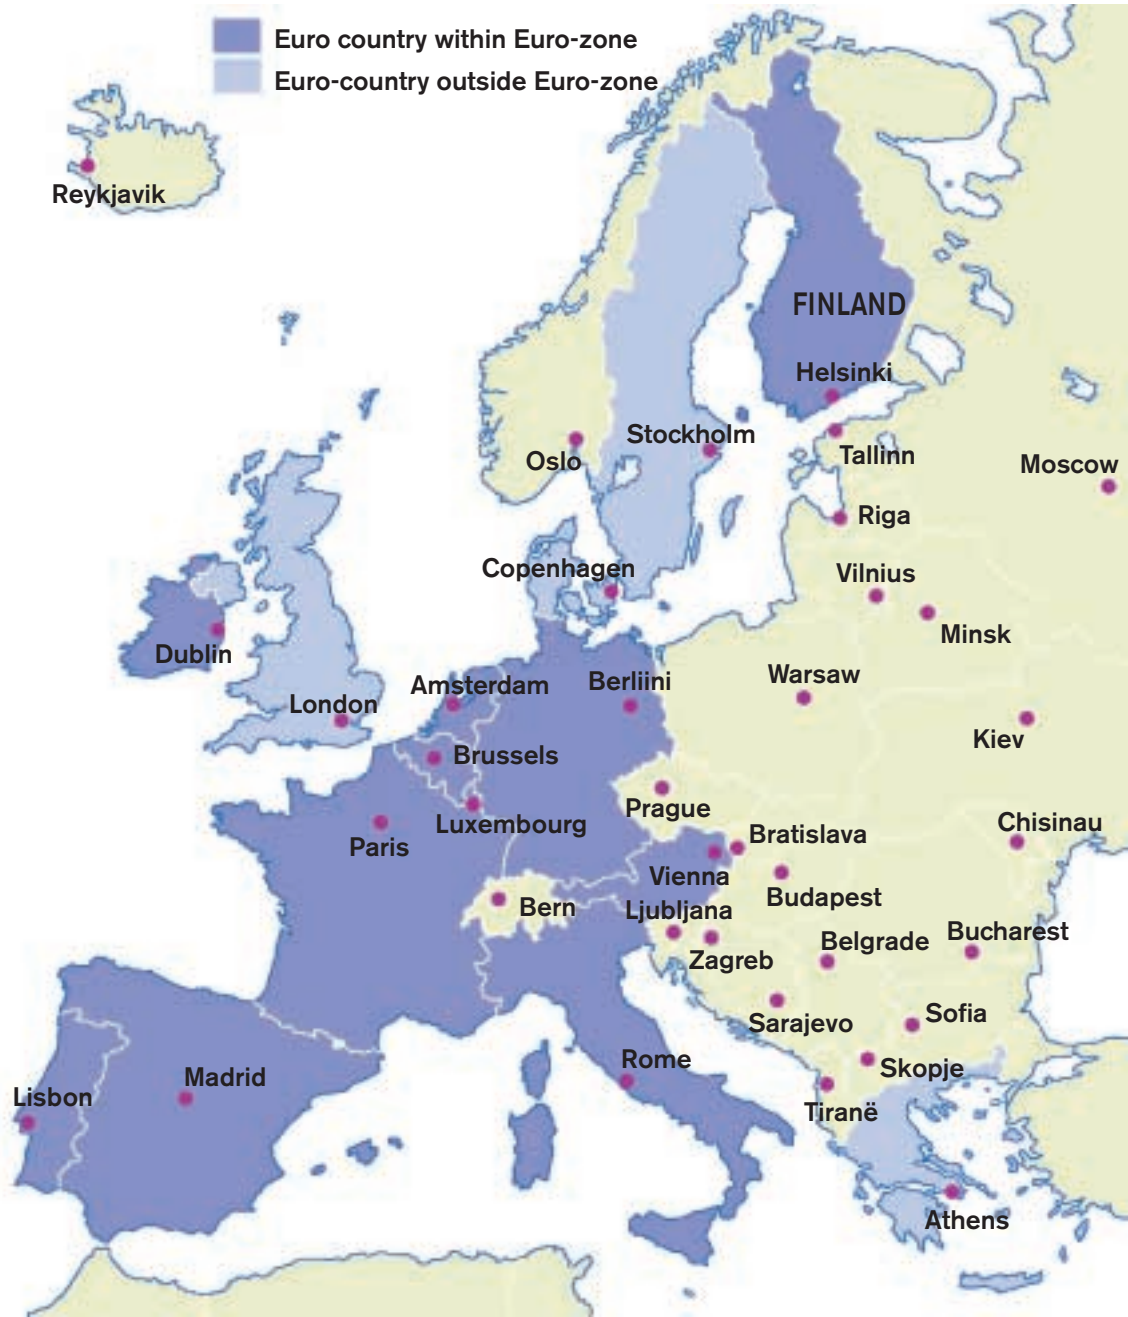 Euro country within Euro-zone
Euro-country outside Euro-zone
Reykjavik
FINLAND
Helsinki
Stockholm
Oslo
Tallinn
Moscow
Riga
Copenhagen
Vilnius
Minsk
Dublin
Warsaw
Amsterdam
Berliini
London
Kiev
Brussels
Prague
Luxembourg
Chisinau
Paris
Bratislava
Vienna
Budapest
Bern
Ljubljana
Belgrade
Bucharest
Zagreb
Sarajevo
Sofia
Rome
Skopje
Madrid
Lisbon
Tiranë
Athens